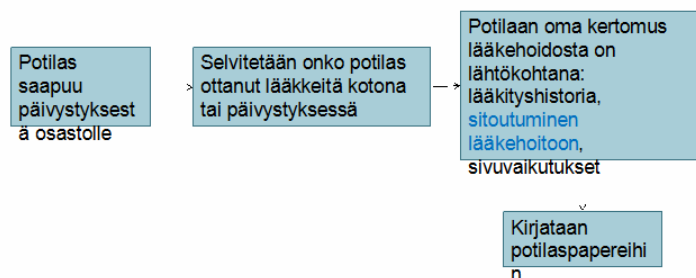 Potilas
saapuu
päivystyksest
ä osastolle
Selvitetään onko potilas
ottanut lääkkeitä kotona
tai päivystyksessä
Potilaan oma kertomus
lääkehoidosta on
lähtökohtana:
lääkityshistoria,
sitoutuminen
lääkehoitoon,
sivuvaikutukset
Kirjataan
potilaspapereihi
n